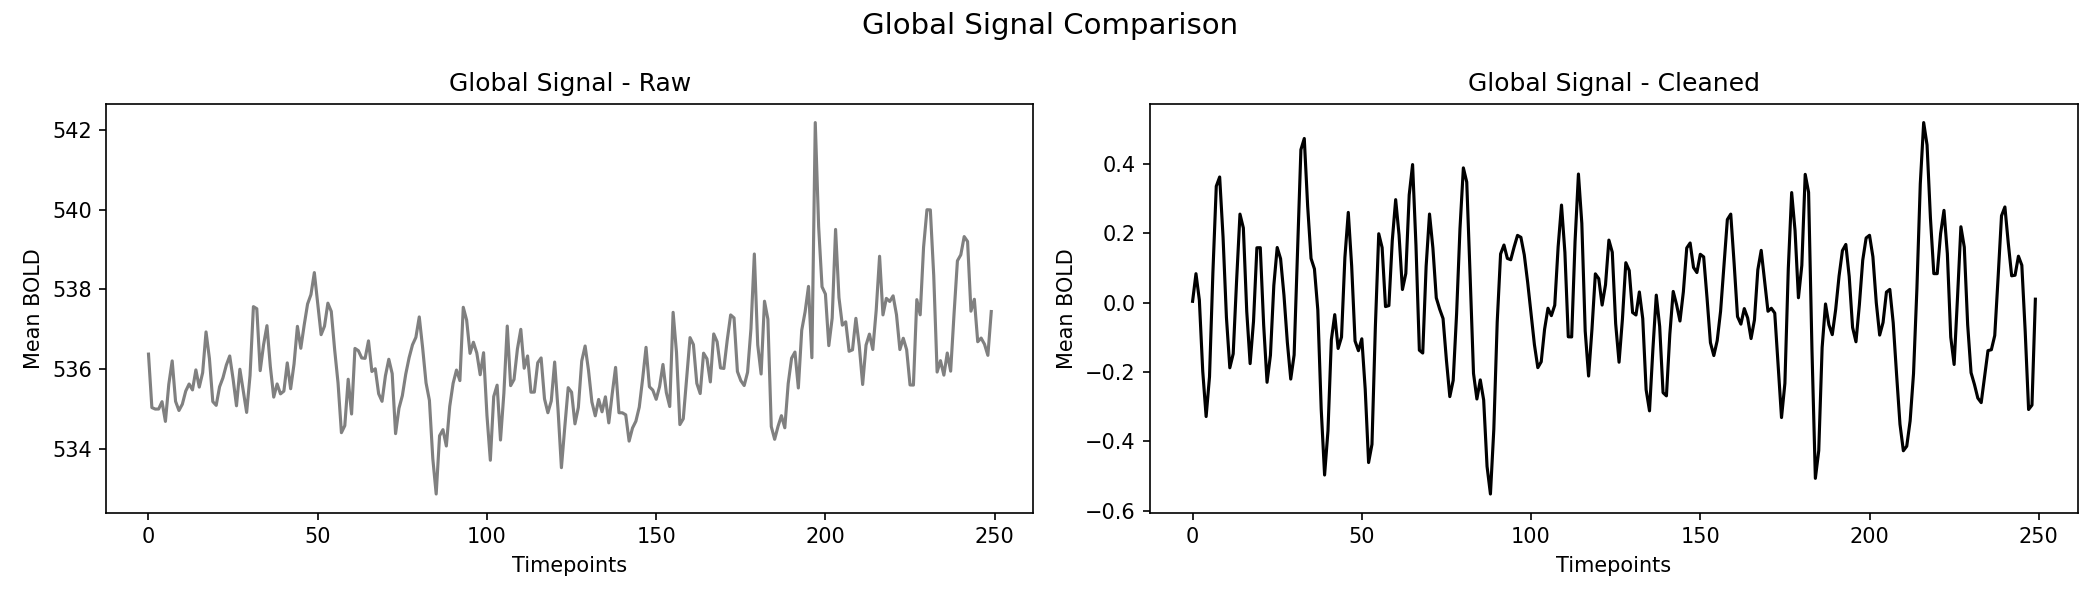 Global Signal Comparison
Global Signal - Raw
Mean BOLD
542
540
538
536
534
0 50 100 150 200 250
Timepoints
Global Signal - Cleaned
Mean BOLD
0.4
0.2
0.0
−0.2
−0.4
−0.6
0 50 100 150 200 250
Timepoints